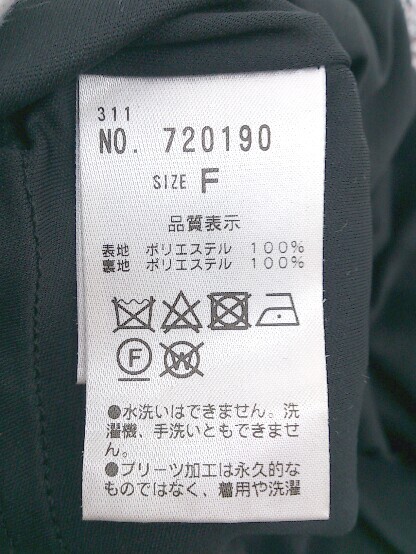 311
NO. 720190
SIZE F
品質表示
表地 ポリエステル 100%
裏地 ポリエステル 100%
F
W
●水洗いはできません。洗
濯機、手洗いともできませ
ん。
●プリーツ加工は永久的な
ものではなく、着用や洗濯